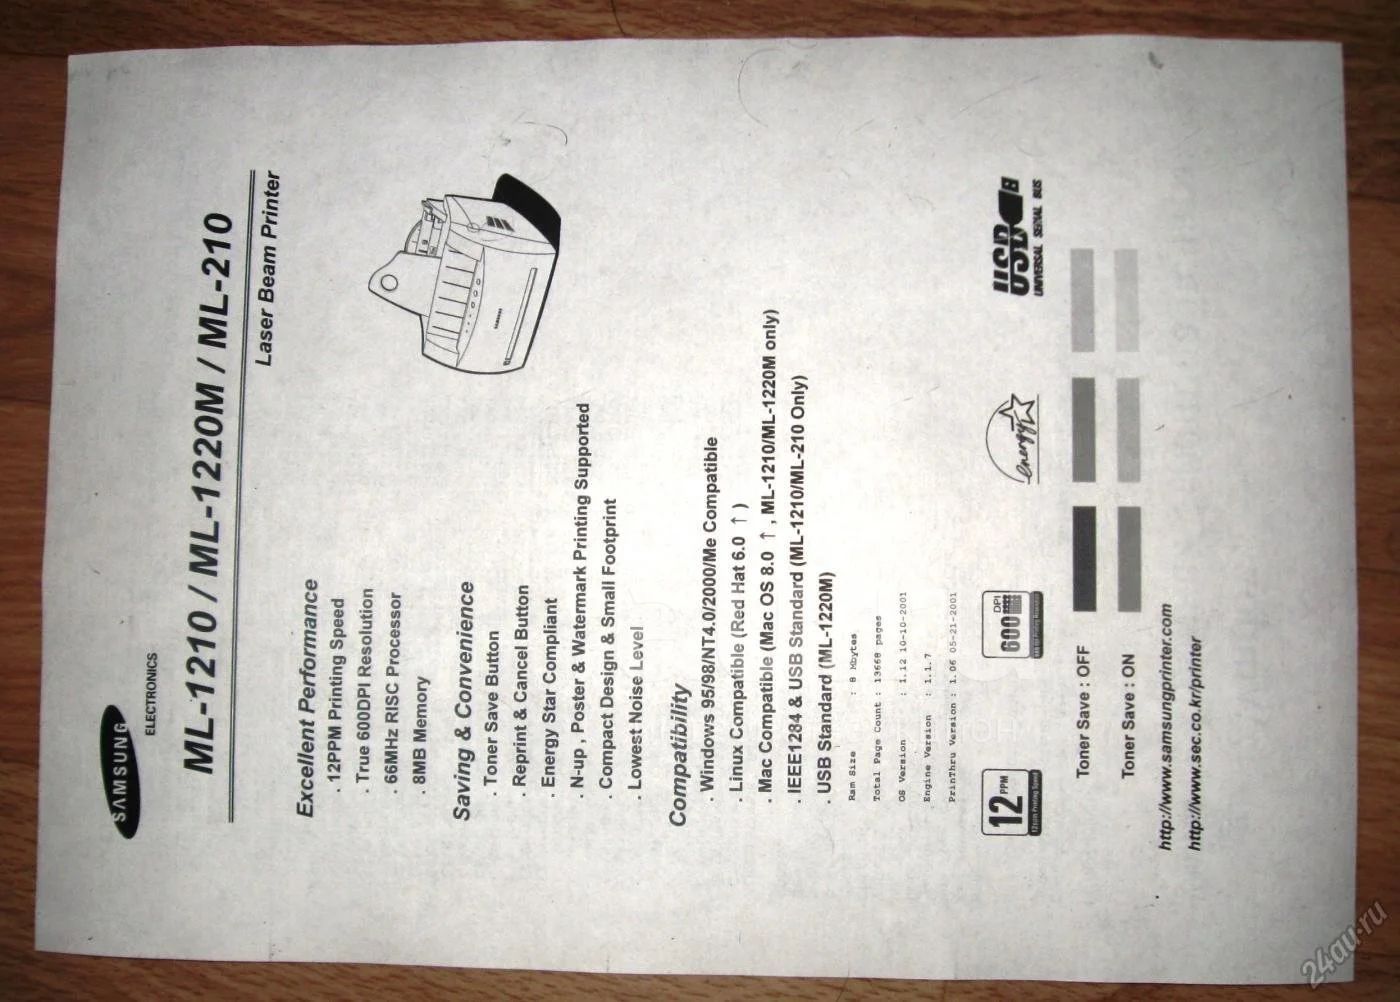 SAMSUNG
ELECTRONICS
ML-1210 / ML-1220M / ML-210
Laser Beam Printer
Excellent Performance
. 12PPM Printing Speed
. True 600DPI Resolution
. 66MHz RISC Processor
. 8MB Memory
Saving & Convenience
. Toner Save Button
. Reprint & Cancel Button
. Energy Star Compliant
. N-up , Poster & Watermark Printing Supported
. Compact Design & Small Footprint
. Lowest Noise Level
Compatibility
. Windows 95/98/NT4.0/2000/Me Compatible
. Linux Compatible (Red Hat 6.0 ↑ )
. Mac Compatible (Mac OS 8.0 ↑ , ML-1210/ML-1220M only)
. IEEE1284 & USB Standard (ML-1210/ML-210 Only)
. USB Standard (ML-1220M)
Ram Size : 8 Mbytes
Total Page Count : 13668 pages
OS Version : 1.12 10-10-2001
Engine Version : 1.1.7
PrinThru Version : 1.06 05-21-2001
12 PPM
600 DPI
energy
USB
UNIVERSAL SERIAL BUS
Toner Save : OFF
Toner Save : ON
http://www.samsungprinter.com
http://www.sec.co.kr/printer
24au.ru